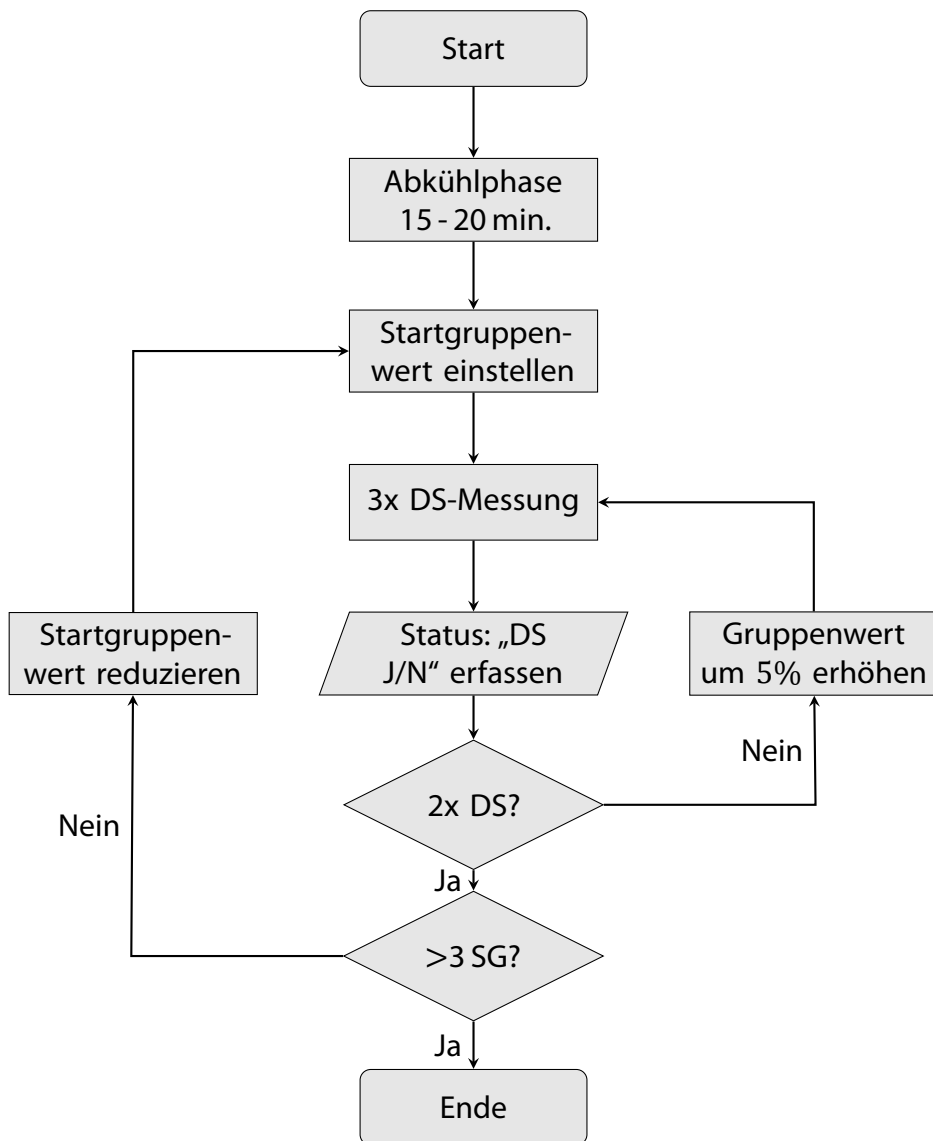 Start
Abkühlphase
15 - 20 min.
Startgruppen-
wert einstellen
3x DS-Messung
Startgruppen-
wert reduzieren
Status: „DS
J/N“ erfassen
Gruppenwert
um 5% erhöhen
Nein
2x DS?
Nein
Ja
>3 SG?
Ja
Ende